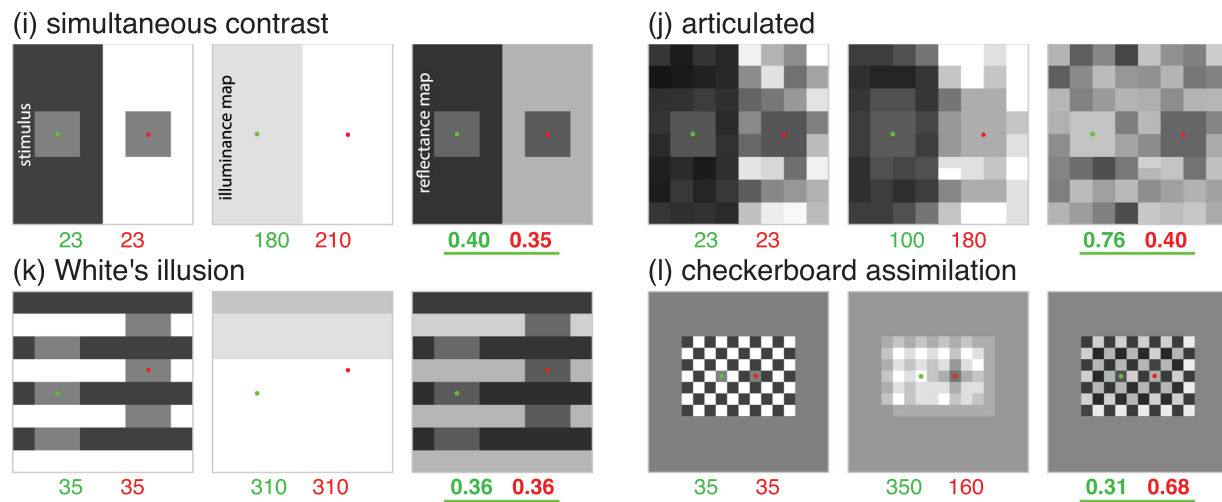 (i) simultaneous contrast
stimulus
illuminance map
reflectance map
23 23 180 210 0.40 0.35
(j) articulated
23 23 100 180 0.76 0.40
(k) White's illusion
35 35 310 310 0.36 0.36
(l) checkerboard assimilation
35 35 350 160 0.31 0.68